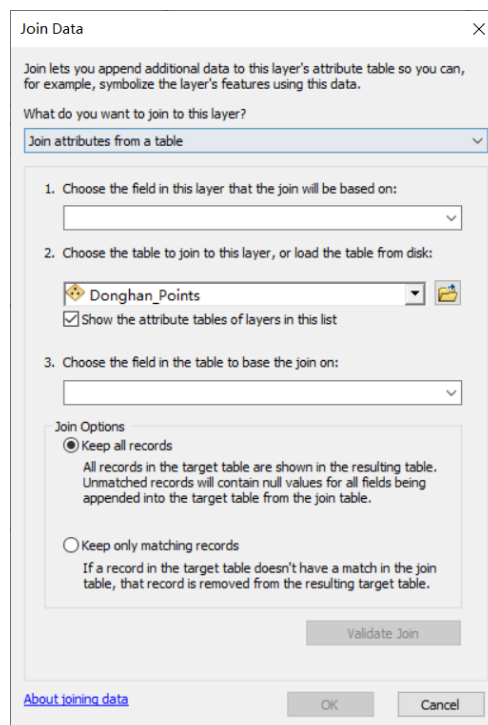 Join Data
Join lets you append additional data to this layer's attribute table so you can,
for example, symbolize the layer's features using this data.
What do you want to join to this layer?
Join attributes from a table
1. Choose the field in this layer that the join will be based on:
2. Choose the table to join to this layer, or load the table from disk:
Donghan_Points
Show the attribute tables of layers in this list
3. Choose the field in the table to base the join on:
Join Options
Keep all records
All records in the target table are shown in the resulting table.
Unmatched records will contain null values for all fields being
appended into the target table from the join table.
Keep only matching records
If a record in the target table doesn't have a match in the join
table, that record is removed from the resulting target table.
Validate Join
About joining data
OK
Cancel